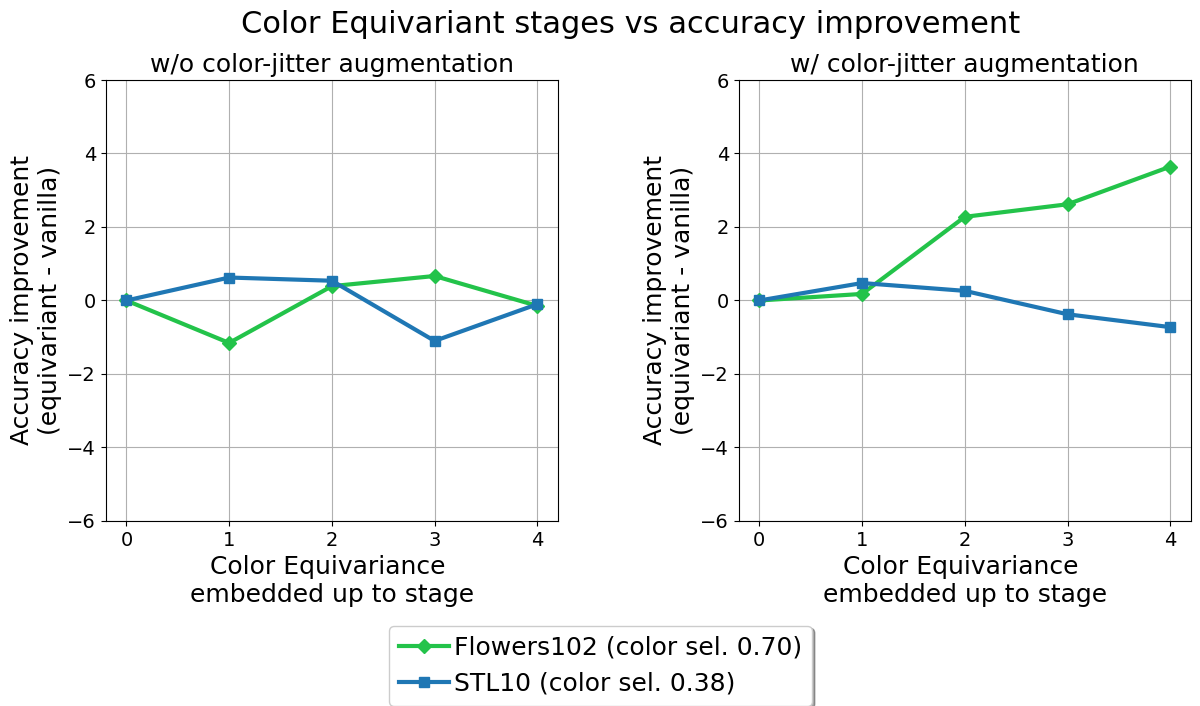 Color Equivariant stages vs accuracy improvement
w/o color-jitter augmentation
6
4
2
0
−2
−4
−6
Accuracy improvement
(equivariant - vanilla)
0 1 2 3 4
Color Equivariance
embedded up to stage
w/ color-jitter augmentation
6
4
2
0
−2
−4
−6
Accuracy improvement
(equivariant - vanilla)
0 1 2 3 4
Color Equivariance
embedded up to stage
Flowers102 (color sel. 0.70)
STL10 (color sel. 0.38)